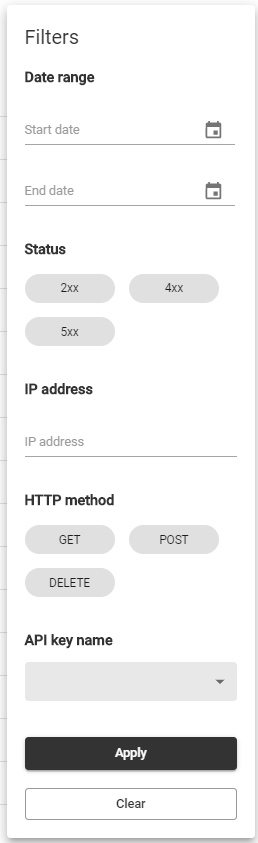 Filters
Date range
Start date
End date
Status
2xx 4xx
5xx
IP address
IP address
HTTP method
GET POST
DELETE
API key name
Apply
Clear